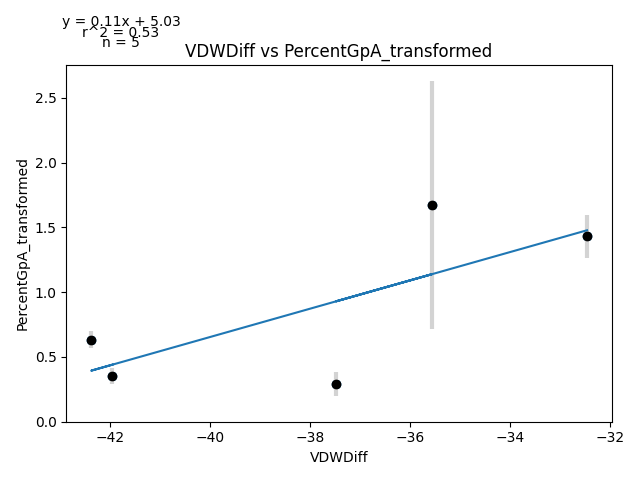 y = 0.11x + 5.03
r^2 = 0.53
n = 5
VDWDiff vs PercentGpA_transformed
2.5
2.0
1.5
1.0
0.5
0.0
PercentGpA_transformed
−42
−40
−38
−36
−34
−32
VDWDiff